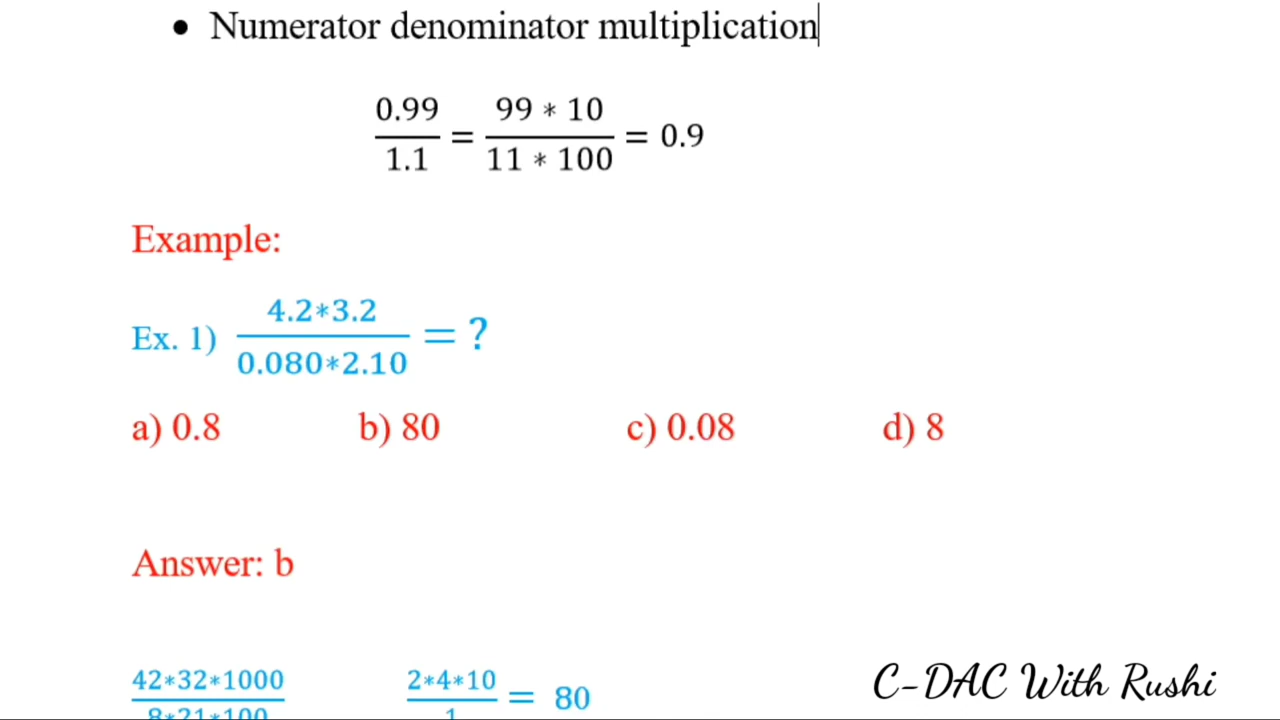 • Numerator denominator multiplication
0.99 / 1.1 = 99 * 10 / 11 * 100 = 0.9
Example:
Ex. 1) 4.2*3.2 / 0.080*2.10 = ?
a) 0.8 b) 80 c) 0.08 d) 8
Answer: b
42*32*1000 / 8*21*100 2*4*10 / 1 = 80
C-DAC With Rushi